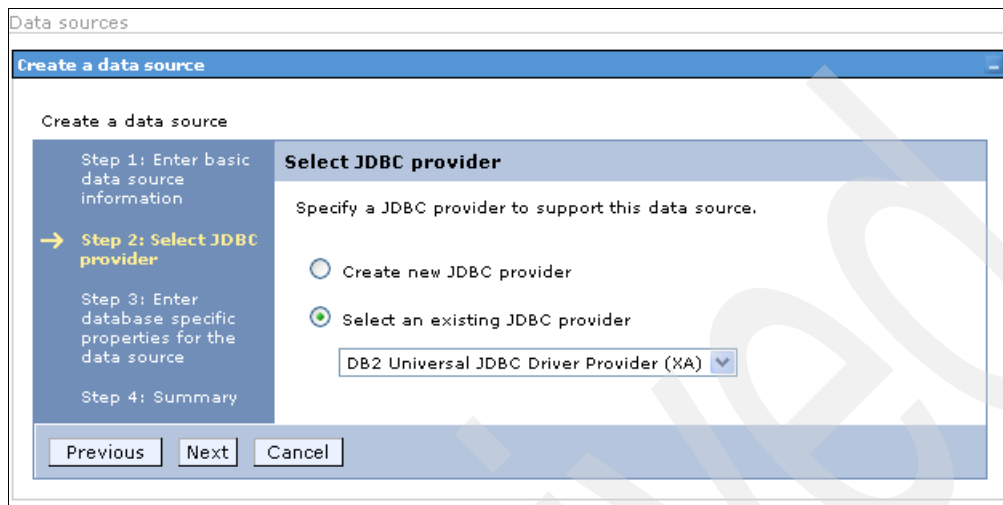 Data sources
Create a data source
Create a data source
Step 1: Enter basic
data source
information
Step 2: Select JDBC
provider
Step 3: Enter
database specific
properties for the
data source
Step 4: Summary
Select JDBC provider
Specify a JDBC provider to support this data source.
Create new JDBC provider
Select an existing JDBC provider
DB2 Universal JDBC Driver Provider (XA)
Previous Next Cancel